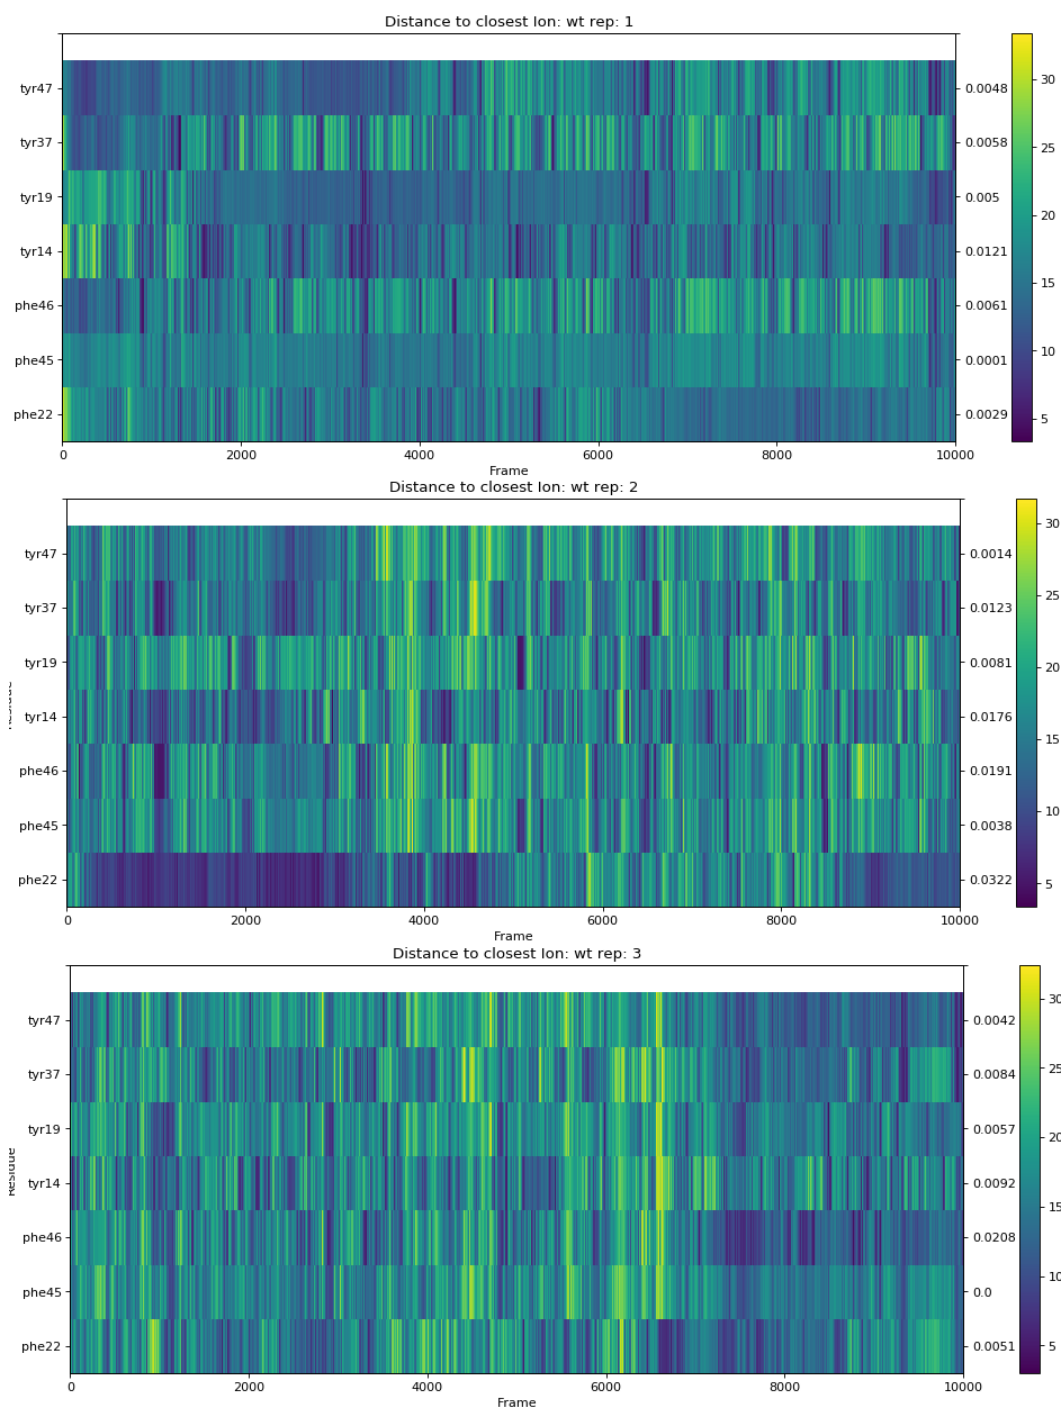 Distance to closest Ion: wt rep: 1
tyr47
tyr37
tyr19
tyr14
phe46
phe45
phe22
0.0048
0.0058
0.005
0.0121
0.0061
0.0001
0.0029
30
25
20
15
10
5
0 2000 4000 6000 8000 10000
Frame
Distance to closest Ion: wt rep: 2
tyr47
tyr37
tyr19
tyr14
phe46
phe45
phe22
0.0014
0.0123
0.0081
0.0176
0.0191
0.0038
0.0322
30
25
20
15
10
5
0 2000 4000 6000 8000 10000
Frame
Distance to closest Ion: wt rep: 3
Residue
tyr47
tyr37
tyr19
tyr14
phe46
phe45
phe22
0.0042
0.0084
0.0057
0.0092
0.0208
0.0
0.0051
30
25
20
15
10
5
0 2000 4000 6000 8000 10000
Frame